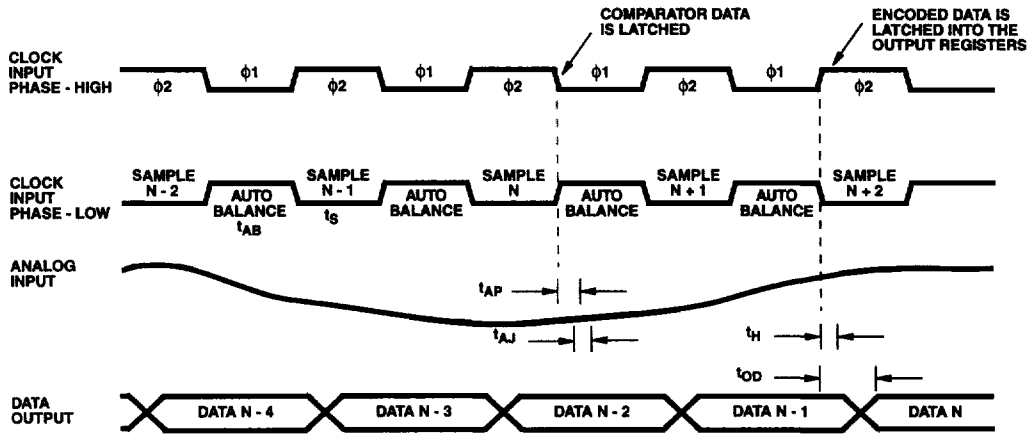 COMPARATOR DATA
IS LATCHED
ENCODED DATA IS
LATCHED INTO THE
OUTPUT REGISTERS
CLOCK
INPUT
PHASE - HIGH
ϕ2 ϕ1 ϕ2 ϕ1 ϕ2 ϕ1 ϕ2 ϕ1 ϕ2
CLOCK
INPUT
PHASE - LOW
SAMPLE
N - 2
AUTO
BALANCE
tAB
SAMPLE
N - 1
tS
AUTO
BALANCE
SAMPLE
N
AUTO
BALANCE
SAMPLE
N + 1
AUTO
BALANCE
SAMPLE
N + 2
ANALOG
INPUT
tAP
tAJ
tH
tOD
DATA
OUTPUT
DATA N - 4
DATA N - 3
DATA N - 2
DATA N - 1
DATA N